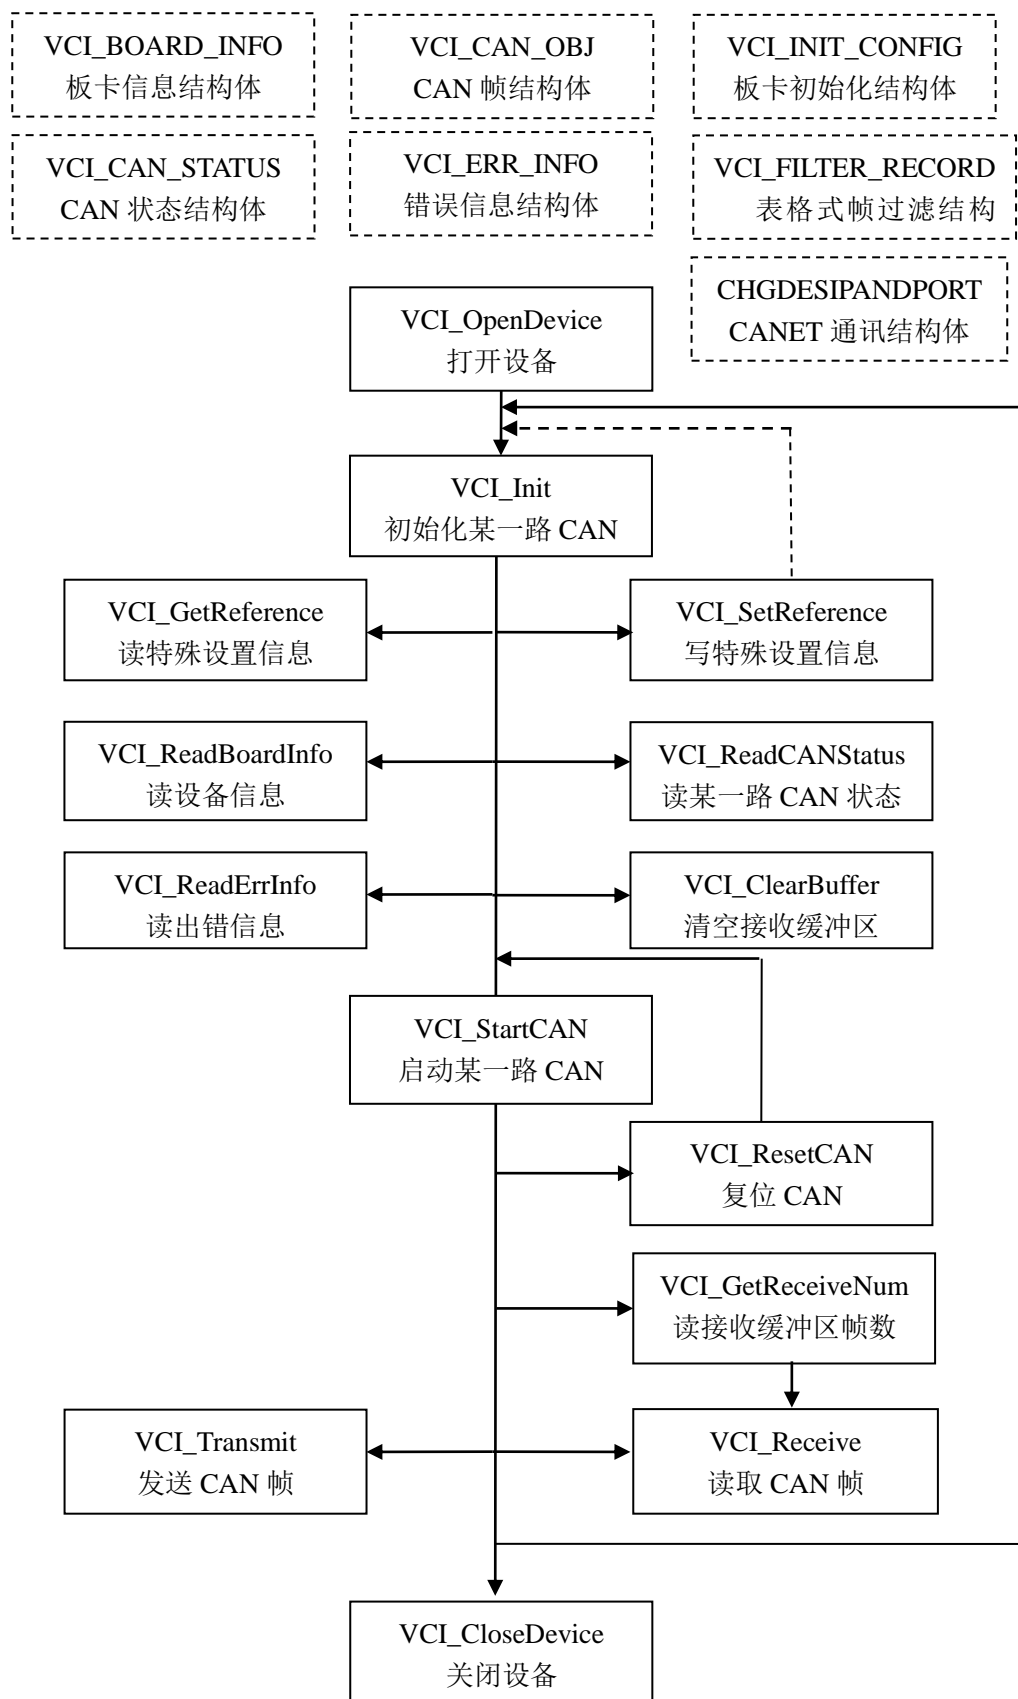 VCI_BOARD_INFO
板卡信息结构体
VCI_CAN_OBJ
CAN 帧结构体
VCI_INIT_CONFIG
板卡初始化结构体
VCI_CAN_STATUS
CAN 状态结构体
VCI_ERR_INFO
错误信息结构体
VCI_FILTER_RECORD
表格式帧过滤结构
CHGDESIPANDPORT
CANET 通讯结构体
VCI_OpenDevice
打开设备
VCI_Init
初始化某一路 CAN
VCI_GetReference
读特殊设置信息
VCI_SetReference
写特殊设置信息
VCI_ReadBoardInfo
读设备信息
VCI_ReadCANStatus
读某一路 CAN 状态
VCI_ReadErrInfo
读出错信息
VCI_ClearBuffer
清空接收缓冲区
VCI_StartCAN
启动某一路 CAN
VCI_ResetCAN
复位 CAN
VCI_GetReceiveNum
读接收缓冲区帧数
VCI_Transmit
发送 CAN 帧
VCI_Receive
读取 CAN 帧
VCI_CloseDevice
关闭设备